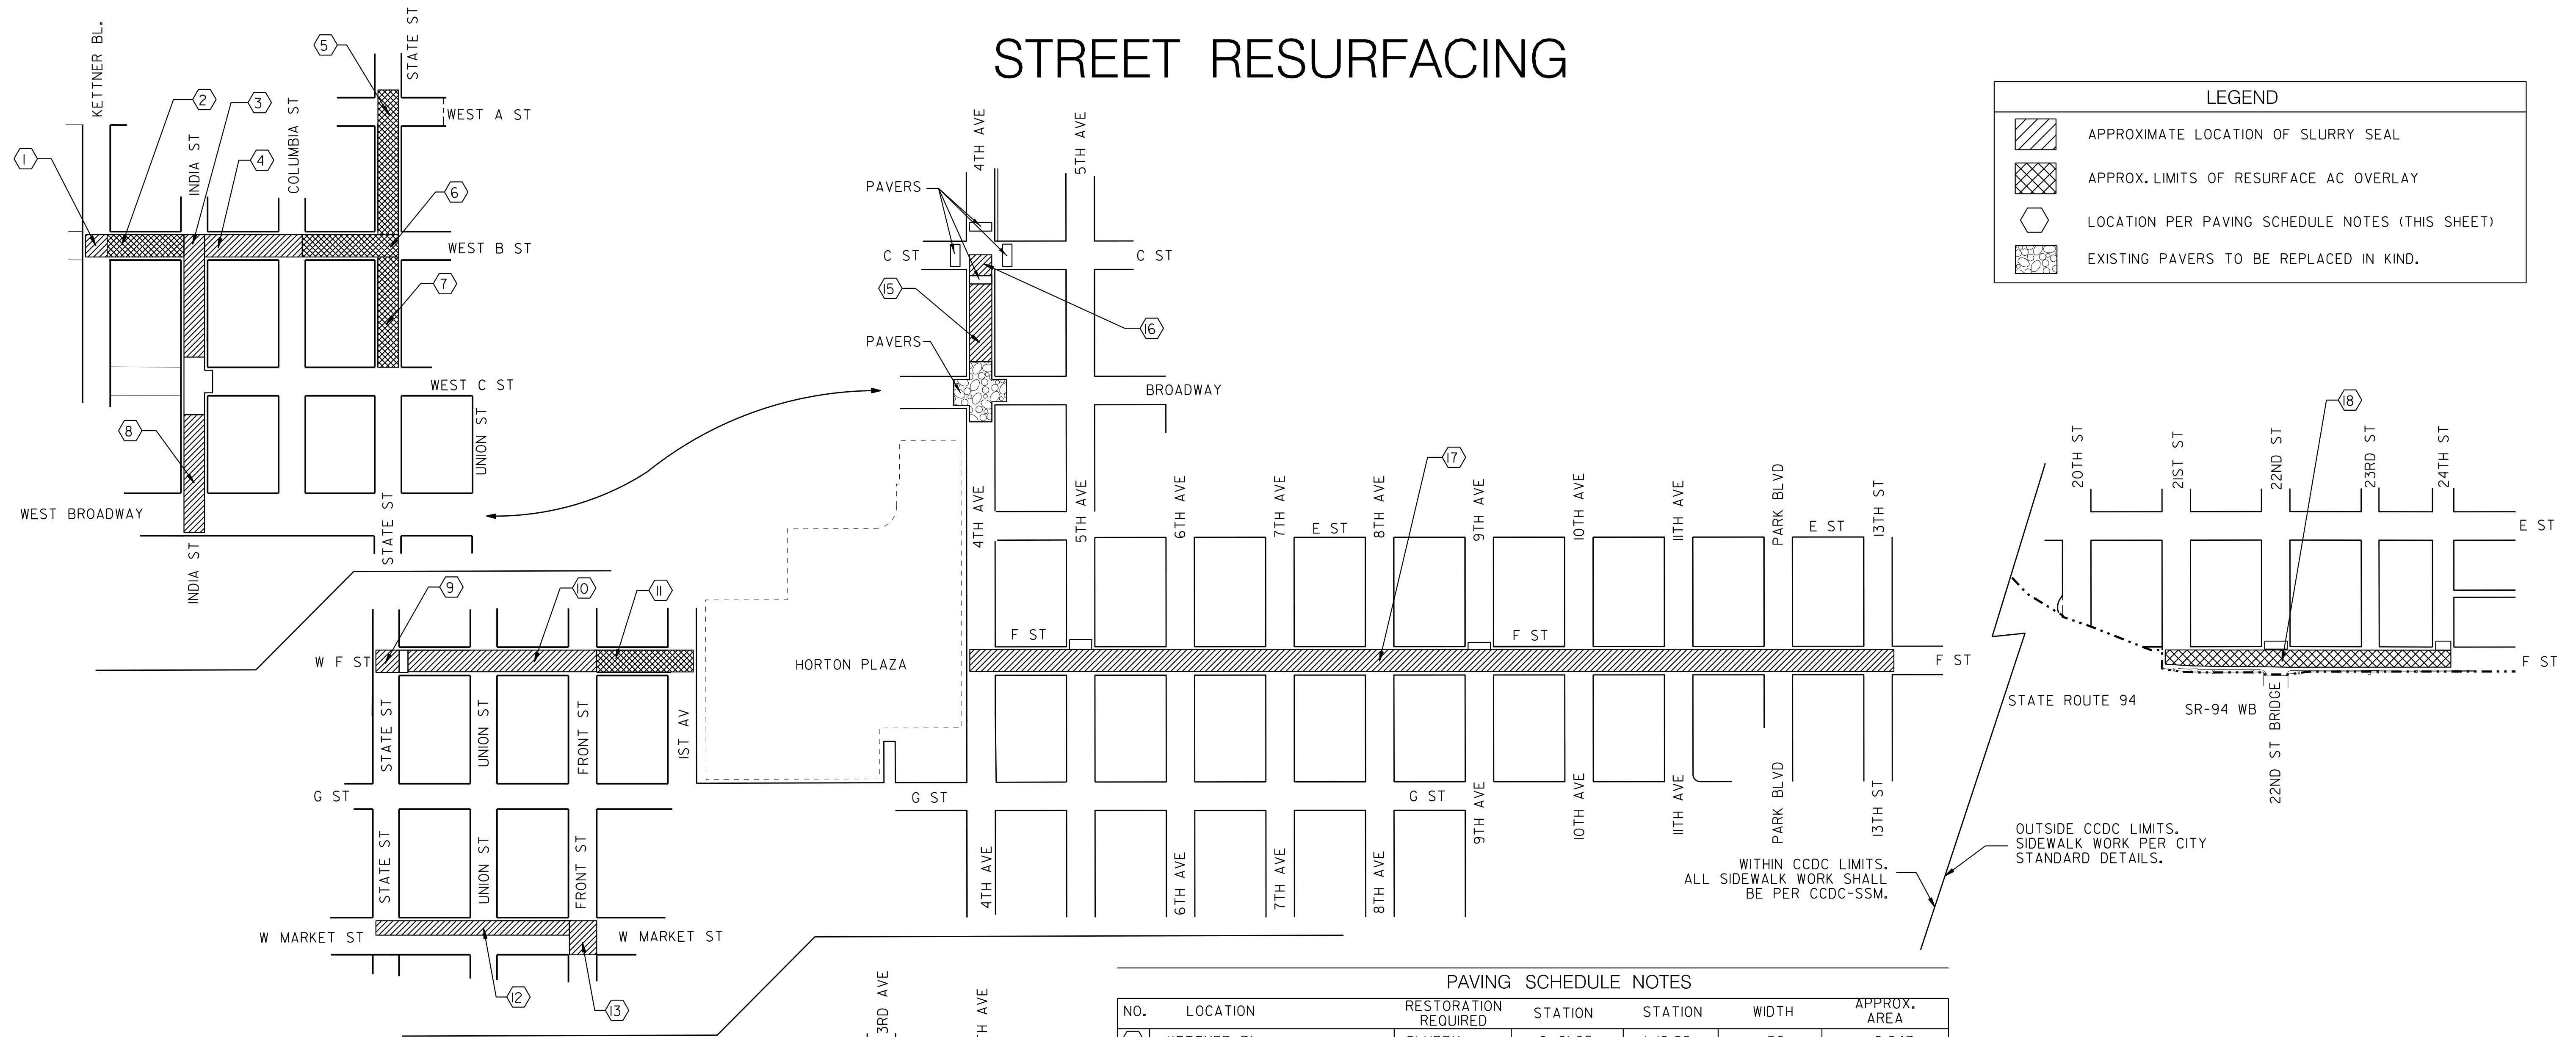 STREET RESURFACING
LEGEND
APPROXIMATE LOCATION OF SLURRY SEAL
APPROX. LIMITS OF RESURFACE AC OVERLAY
LOCATION PER PAVING SCHEDULE NOTES (THIS SHEET)
EXISTING PAVERS TO BE REPLACED IN KIND.
KETTNER BL.
INDIA ST
COLUMBIA ST
STATE ST
1
2
3
4
5
6
7
8
WEST A ST
WEST B ST
WEST C ST
UNION ST
WEST BROADWAY
INDIA ST
STATE ST
4TH AVE
5TH AVE
PAVERS
C ST
C ST
15
16
PAVERS
BROADWAY
9
10
11
W F ST
STATE ST
UNION ST
FRONT ST
1ST AV
G ST
STATE ST
UNION ST
FRONT ST
W MARKET ST
W MARKET ST
12
13
HORTON PLAZA
17
4TH AVE
5TH AVE
6TH AVE
7TH AVE
8TH AVE
9TH AVE
10TH AVE
11TH AVE
PARK BLVD
13TH ST
E ST
E ST
F ST
F ST
F ST
G ST
G ST
4TH AVE
6TH AVE
7TH AVE
8TH AVE
9TH AVE
10TH AVE
11TH AVE
PARK BLVD
13TH ST
18
20TH ST
21ST ST
22ND ST
23RD ST
24TH ST
E ST
F ST
STATE ROUTE 94
SR-94 WB
22ND ST BRIDGE
OUTSIDE CCDC LIMITS.
SIDEWALK WORK PER CITY
STANDARD DETAILS.
WITHIN CCDC LIMITS.
ALL SIDEWALK WORK SHALL
BE PER CCDC-SSM.
3RD AVE
PAVING SCHEDULE NOTES
NO.
LOCATION
RESTORATION
REQUIRED
STATION
STATION
WIDTH
APPROX.
AREA